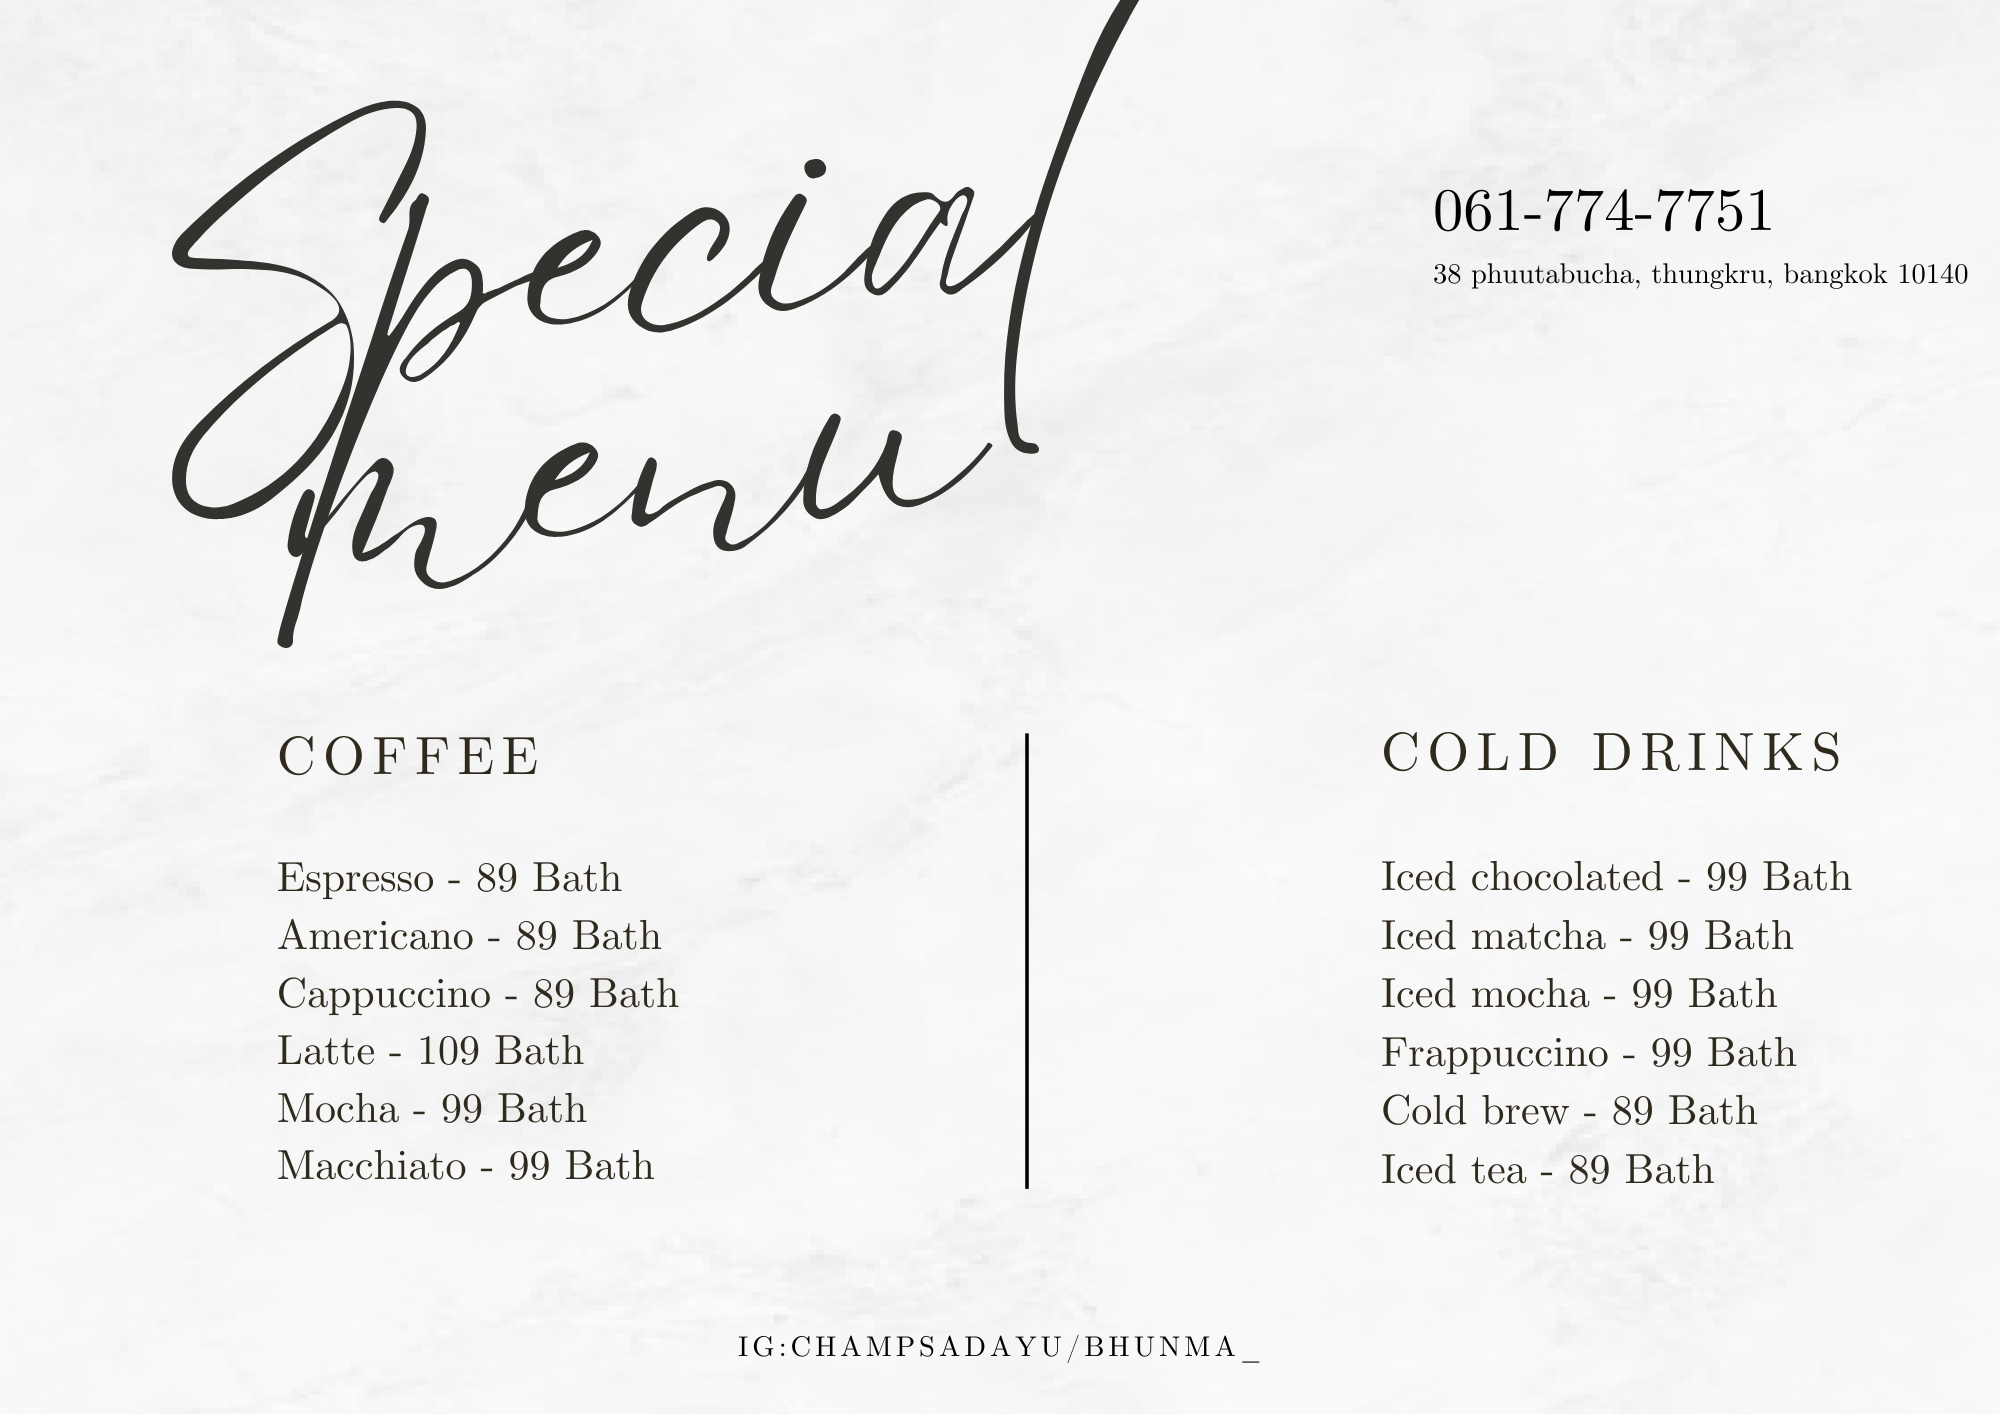 Special
menu
061-774-7751
38 phuutabucha, thungkru, bangkok 10140
COFFEE
Espresso - 89 Bath
Americano - 89 Bath
Cappuccino - 89 Bath
Latte - 109 Bath
Mocha - 99 Bath
Macchiato - 99 Bath
COLD DRINKS
Iced chocolated - 99 Bath
Iced matcha - 99 Bath
Iced mocha - 99 Bath
Frappuccino - 99 Bath
Cold brew - 89 Bath
Iced tea - 89 Bath
IG:CHAMPSADAYU/BHUNMA_